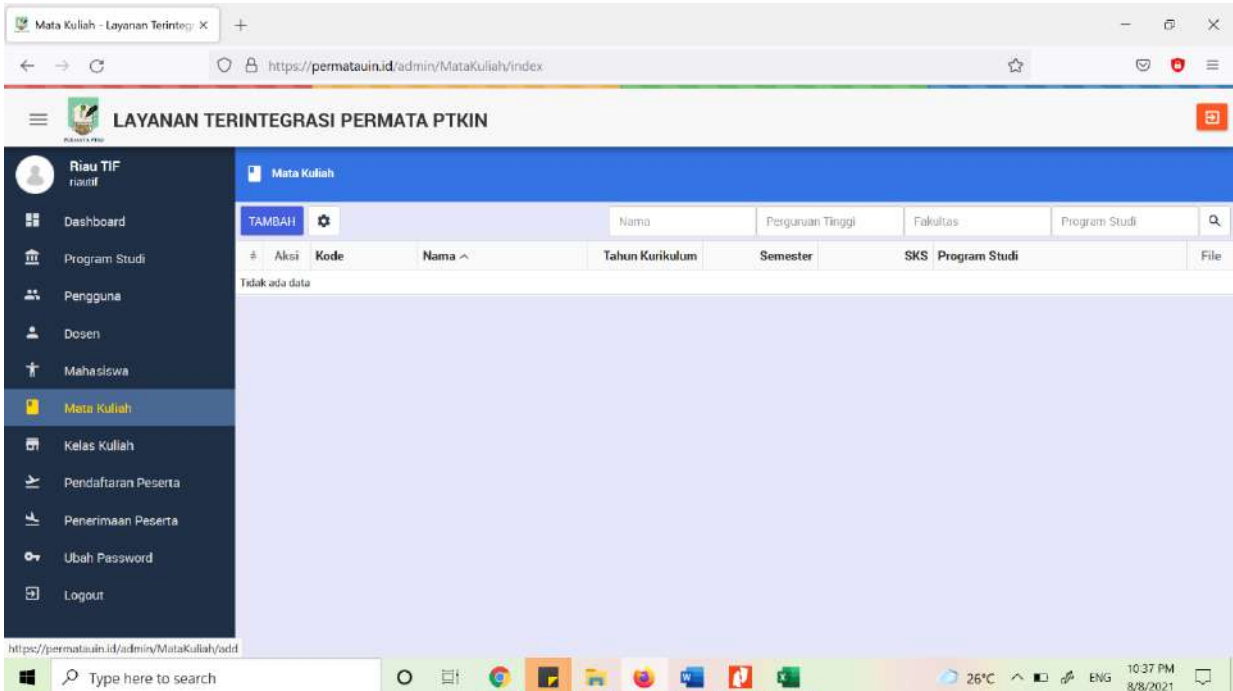 Mata Kuliah - Layanan Terintegr
https://permatauin.id/admin/MataKuliah/index
LAYANAN TERINTEGRASI PERMATA PTKIN
Riau TIF
riautif
Mata Kuliah
Dashboard
TAMBAH Nama Perguruan Tinggi Fakultas Program Studi
Program Studi
# Aksi Kode Nama Tahun Kurikulum Semester SKS Program Studi File
Tidak ada data
Pengguna
Dosen
Mahasiswa
Mata Kuliah
Kelas Kuliah
Pendaftaran Peserta
Penerimaan Peserta
Ubah Password
Logout
https://permatauin.id/admin/MataKuliah/add
Type here to search
26°C ENG 10:37 PM
8/8/2021